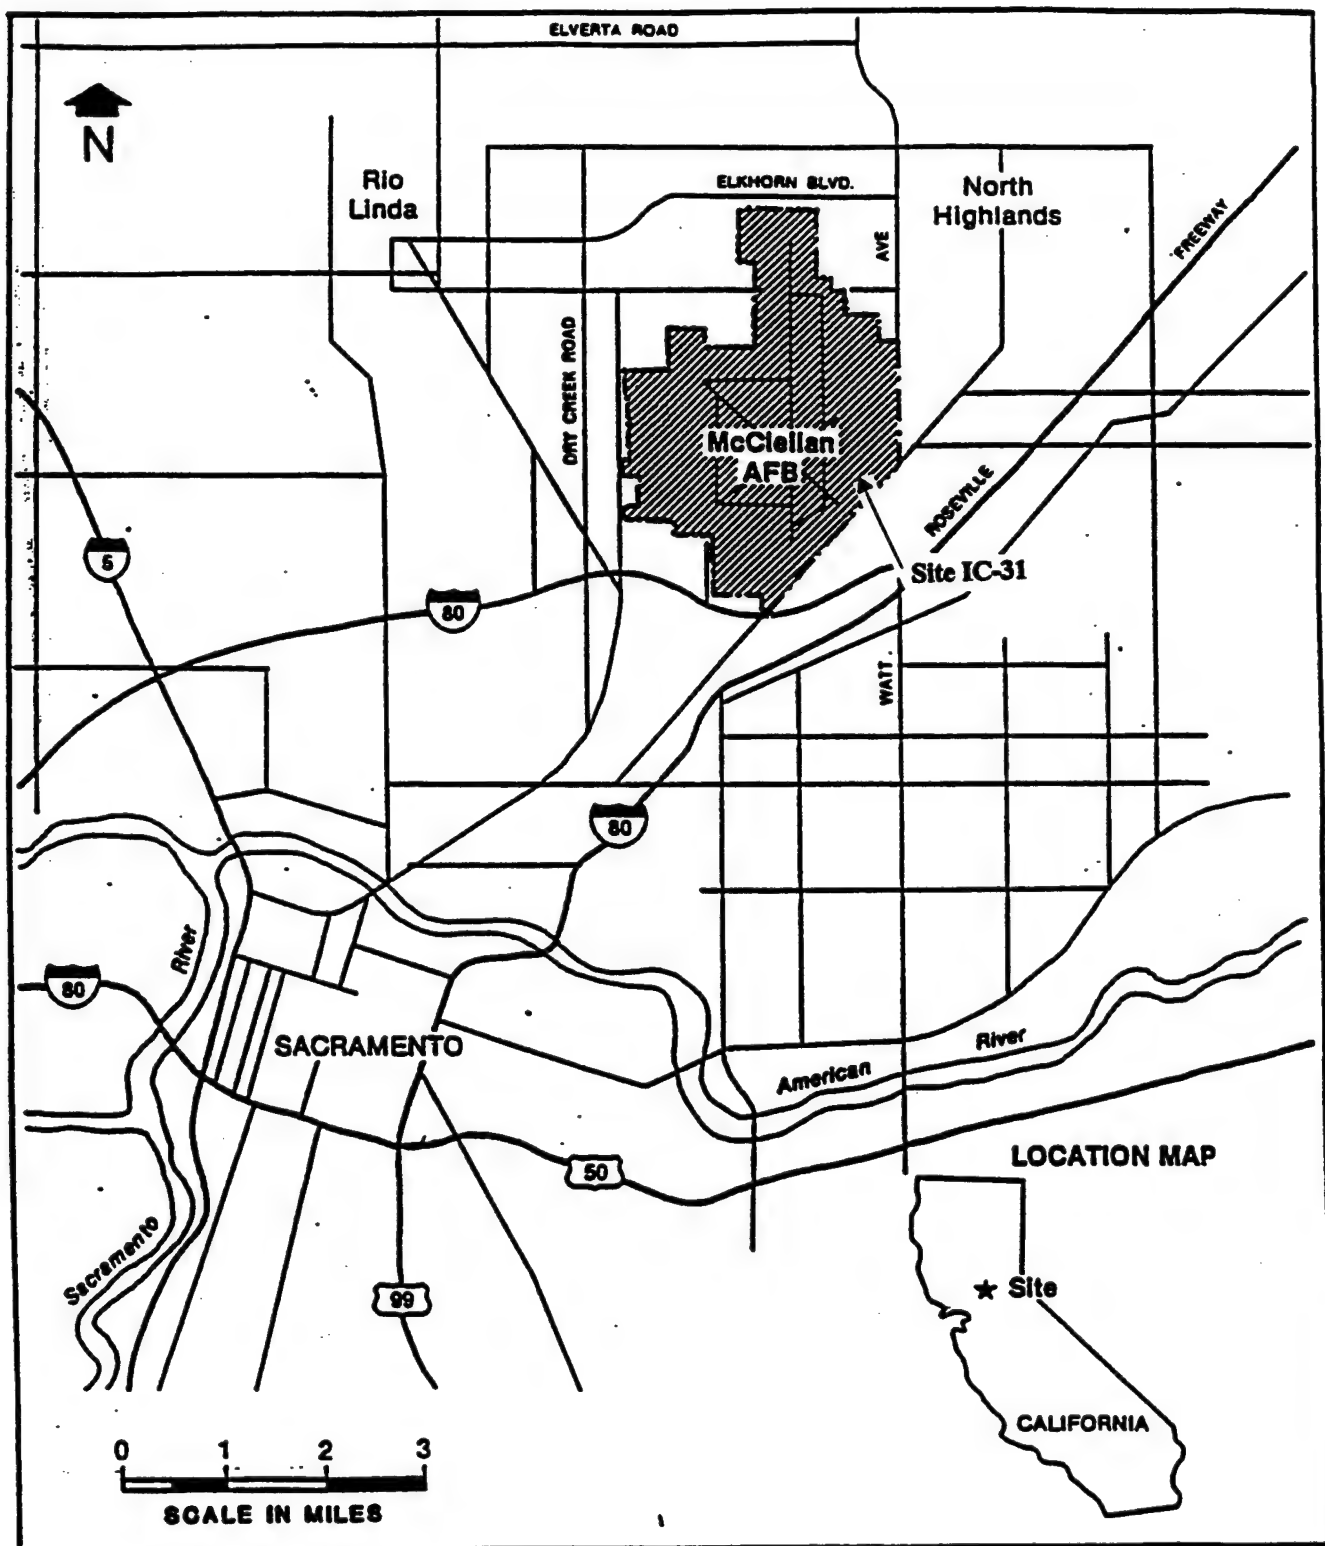 ELVERTA ROAD
N
Rio
Linda
ELKHORN BLVD.
North
Highlands
AVE
FREEWAY
DRY CREEK ROAD
McClellan
AFB
ROSEVILLE
5
Site IC-31
80
WATT
80
River
80
SACRAMENTO
River
American
LOCATION MAP
50
Sacramento
Site
99
CALIFORNIA
0 1 2 3
SCALE IN MILES